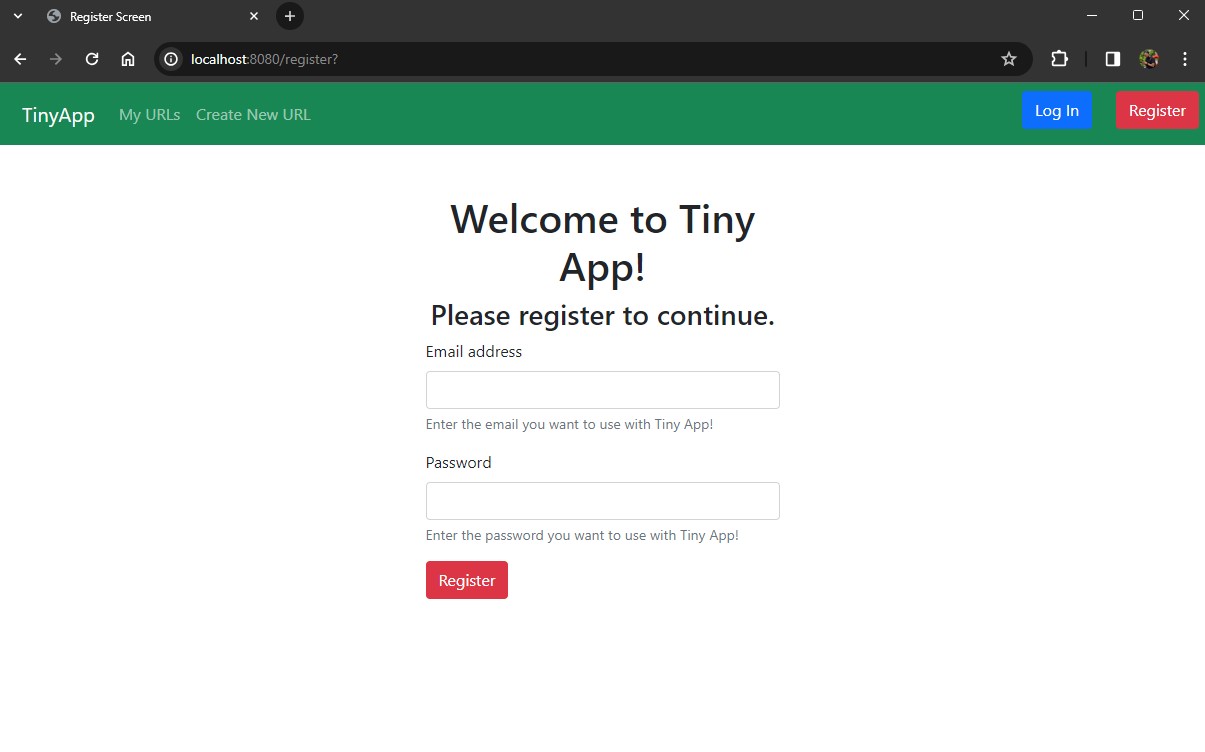 Register Screen
localhost:8080/register?
TinyApp My URLs Create New URL Log In Register
Welcome to Tiny
App!
Please register to continue.
Email address
Enter the email you want to use with Tiny App!
Password
Enter the password you want to use with Tiny App!
Register